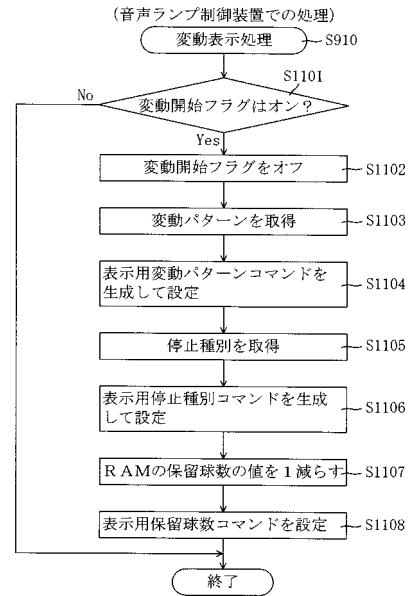 (音声ランプ制御装置での処理)
変動表示処理
S910
S1101
変動開始フラグはオン?
No
Yes
変動開始フラグをオフ
S1102
変動パターンを取得
S1103
表示用変動パターンコマンドを
生成して設定
S1104
停止種別を取得
S1105
表示用停止種別コマンドを生成
して設定
S1106
RAMの保留球数の値を1減らす
S1107
表示用保留球数コマンドを設定
S1108
終了